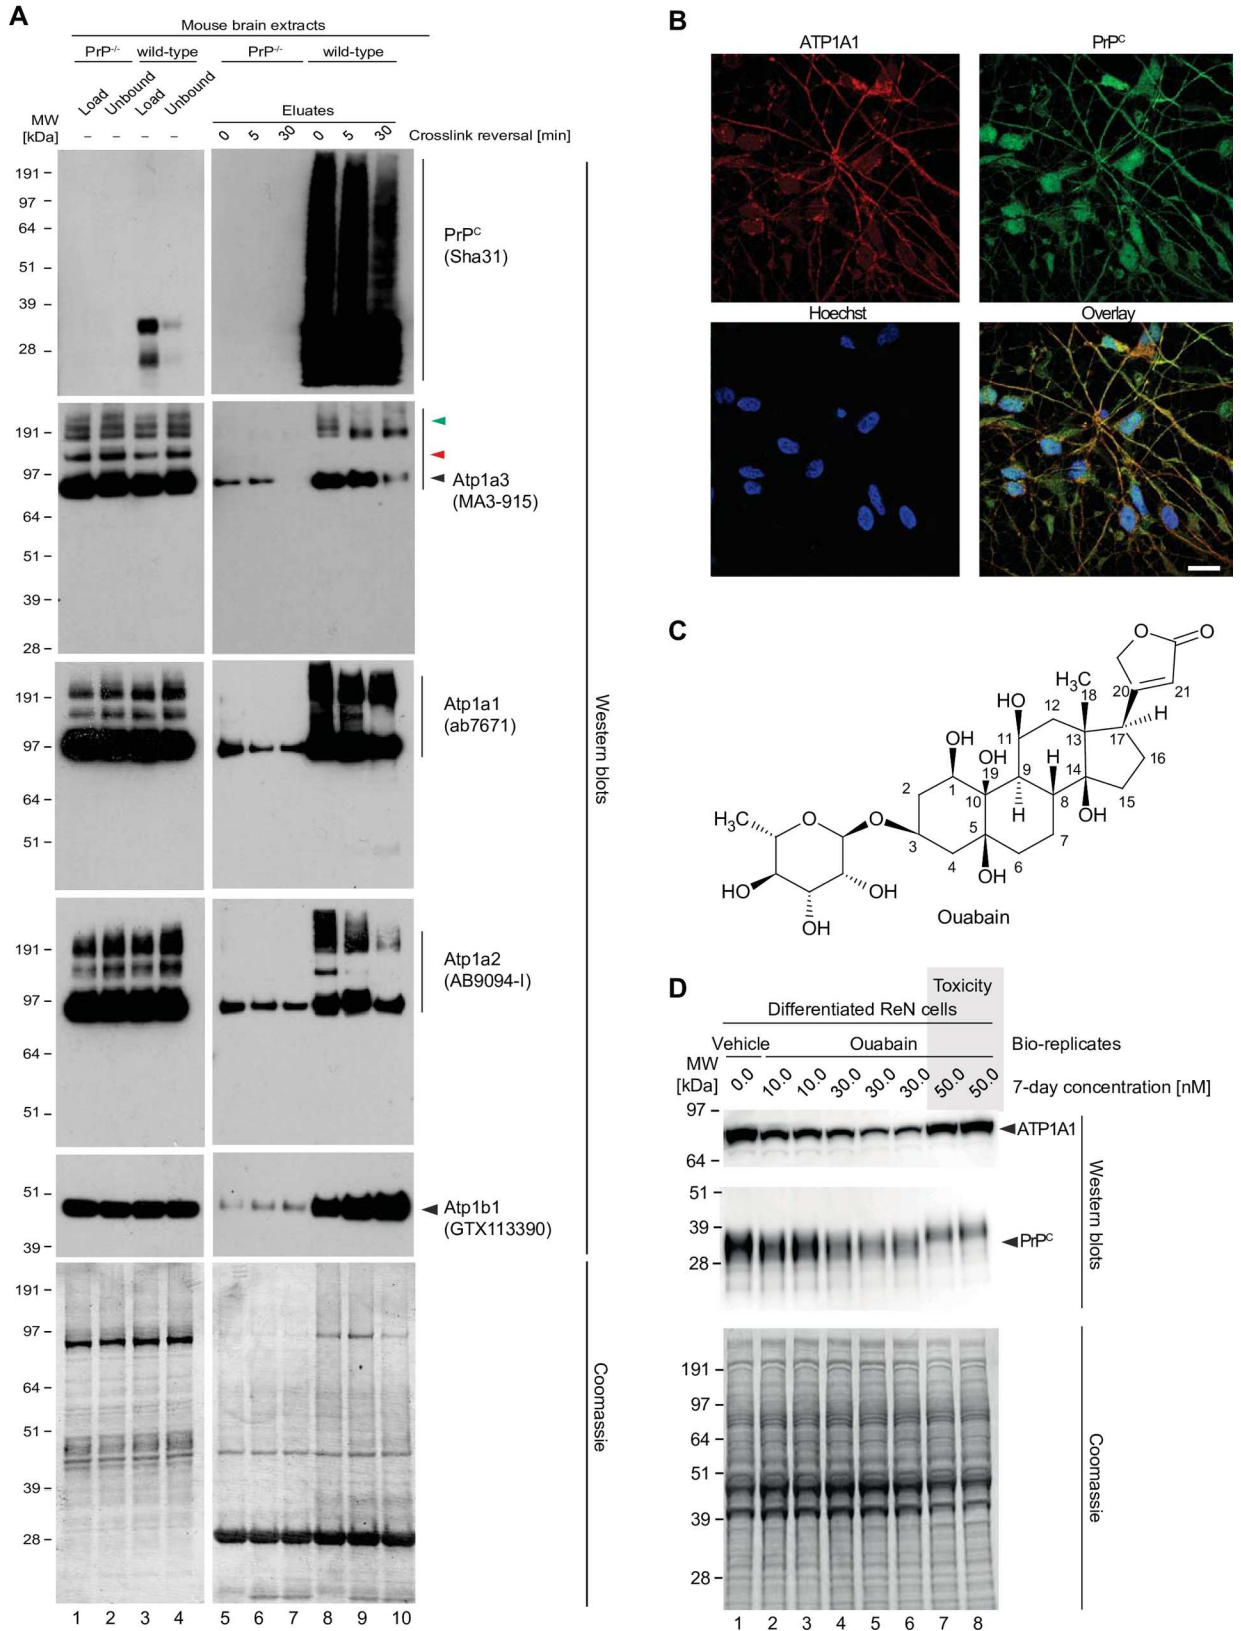 A
Mouse brain extracts
PrP-/- wild-type PrP-/- wild-type
Load Unbound Load Unbound
Eluates
MW [kDa] – – – – 0 5 30 0 5 30 Crosslink reversal [min]
191
97
64
51
39
28
PrPC
(Sha31)
191
97
64
51
39
28
Atp1a3
(MA3-915)
191
97
64
51
Atp1a1
(ab7671)
191
97
64
51
Atp1a2
(AB9094-I)
51
39
Atp1b1
(GTX113390)
Western blots
191
97
64
51
39
28
Coomassie
1 2 3 4 5 6 7 8 9 10
B
ATP1A1 PrPC
Hoechst Overlay
C
O O
H3C 18 20 21
HO 12 17 H
11 13 16
OH OH 19 9 H 14 15
2 1 10 8 OH
H3C O O H 7
3 5 6
4 OH
HO OH
OH
Ouabain
D
Toxicity
Differentiated ReN cells
Vehicle Ouabain Bio-replicates
MW [kDa] 0.0 10.0 10.0 30.0 30.0 30.0 50.0 50.0 7-day concentration [nM]
97
64
ATP1A1
51
39
28
PrPC
Western blots
191
97
64
51
39
28
Coomassie
1 2 3 4 5 6 7 8